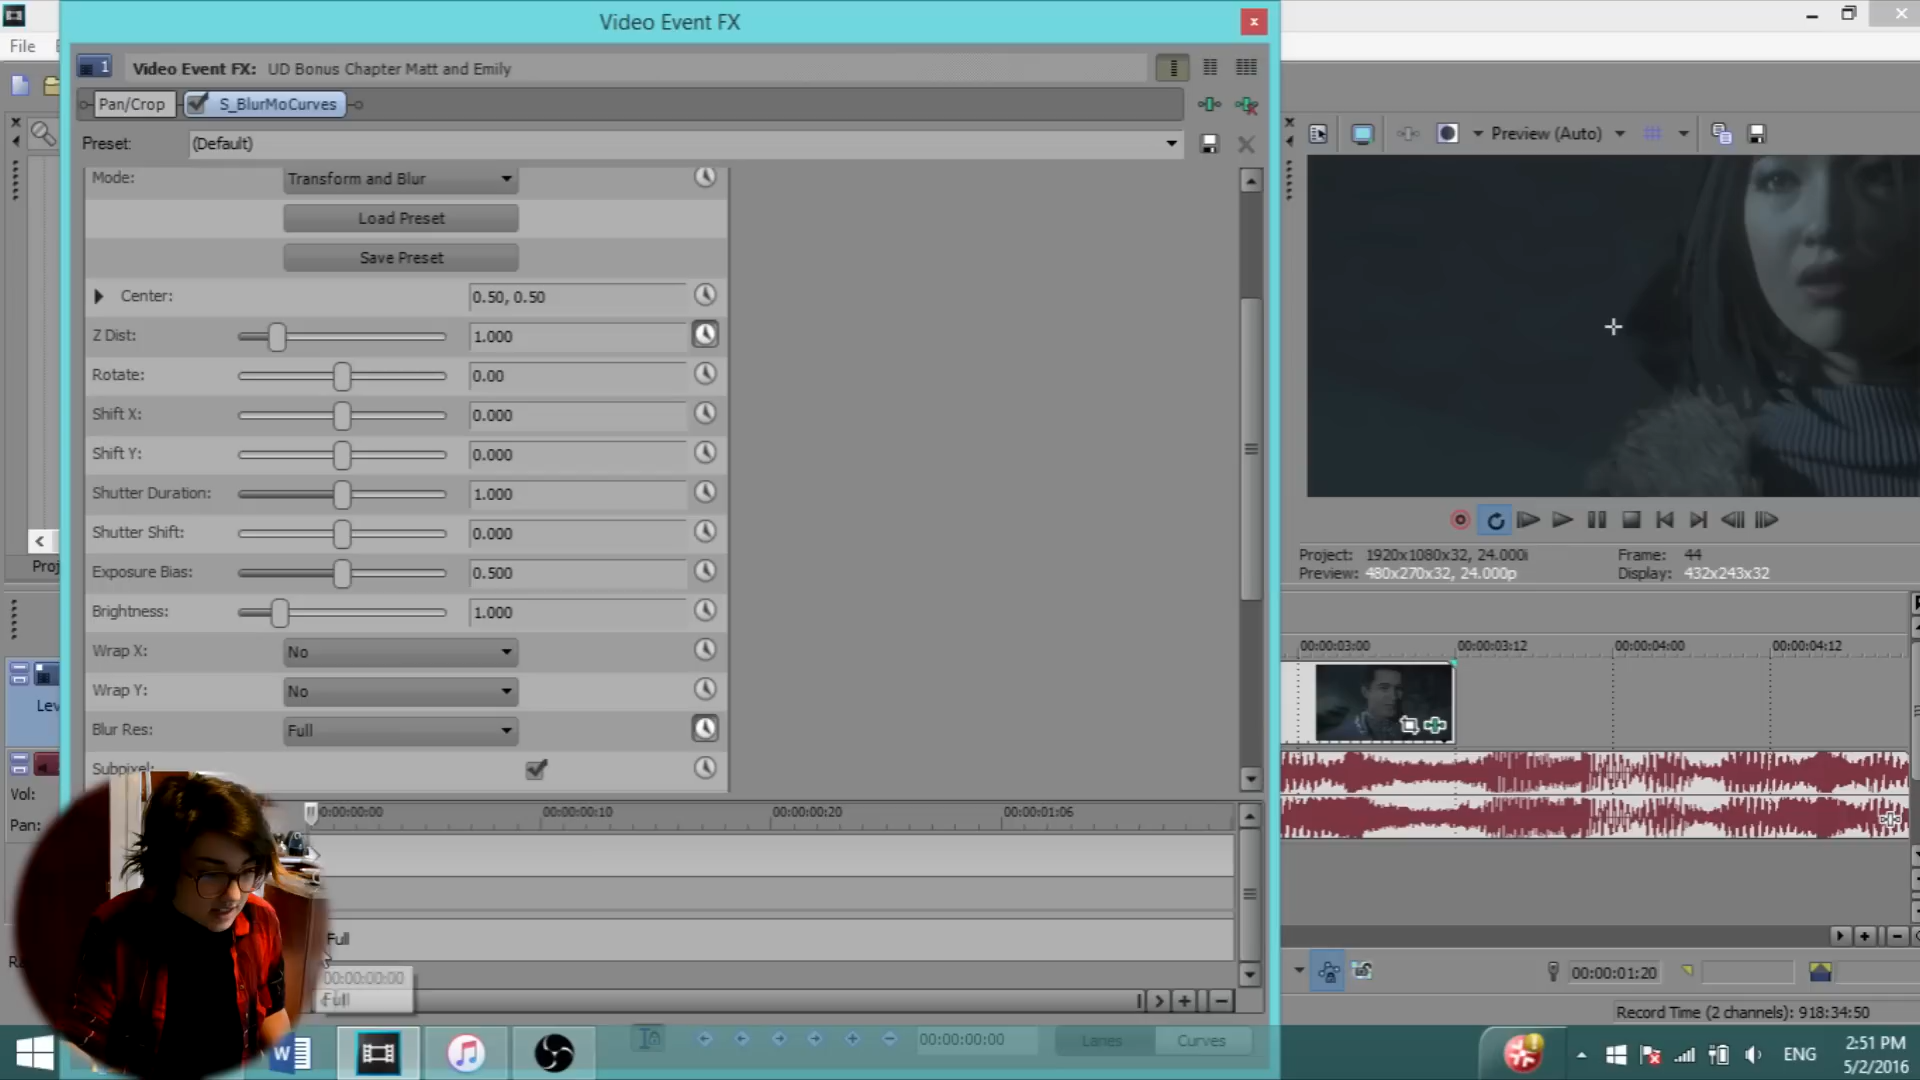 Video Event FX
x
File
1
Video Event FX: UD Bonus Chapter Matt and Emily
Pan/Crop
S_BlurMoCurves
Preset:
(Default)
Preview (Auto)
Mode:
Transform and Blur
Load Preset
Save Preset
Center:
0.50, 0.50
Z Dist:
1.000
Rotate:
0.00
Shift X:
0.000
Shift Y:
0.000
Shutter Duration:
1.000
Shutter Shift:
0.000
Exposure Bias:
0.500
Brightness:
1.000
Wrap X:
No
Wrap Y:
No
Blur Res:
Full
Subpixel:
Project: 1920x1080x32, 24.000i
Frame: 44
Preview: 480x270x32, 24.000p
Display: 432x243x32
Proj
Lev
Vol:
Pan:
00:00:03:00
00:00:03:12
00:00:04:00
00:00:04:12
00:00:00:00
00:00:00:10
00:00:00:20
00:00:01:06
Full
00:00:00:00
Full
00:00:01:20
Record Time (2 channels): 918:34:50
00:00:00:00
Lanes
Curves
W
ENG
2:51 PM
5/2/2016